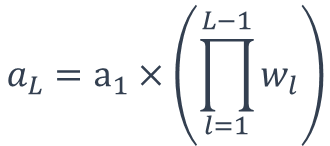 a_L = a_1 × (∏_{l=1}^{L−1} w_l)